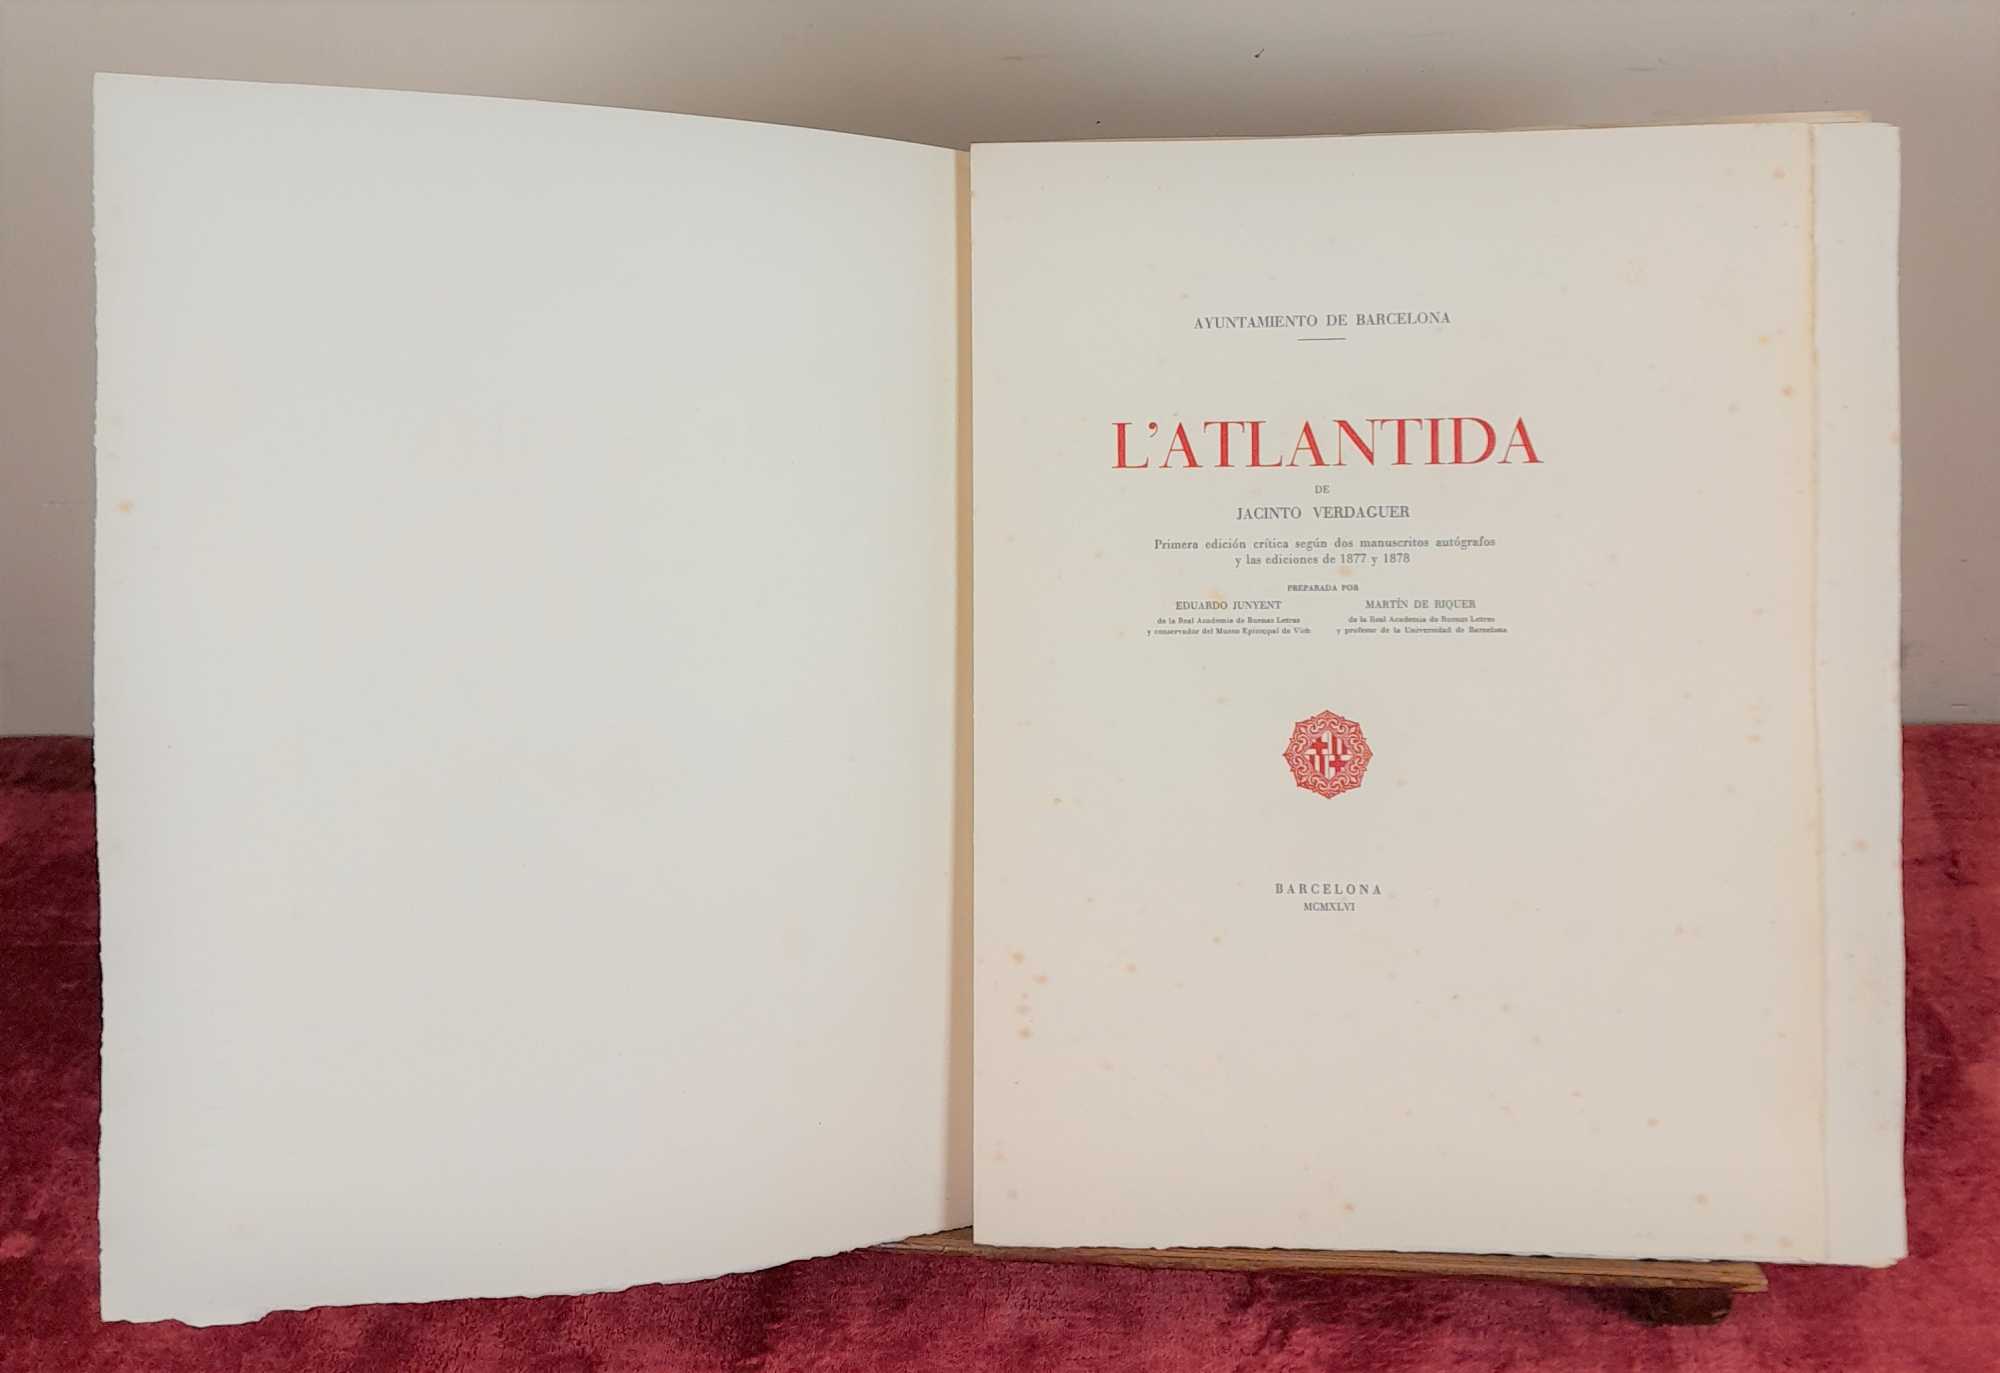 AYUNTAMIENTO DE BARCELONA
L'ATLANTIDA
DE
JACINTO VERDAGUER
Primera edición crítica según dos manuscritos autógrafos
y las ediciones de 1877 y 1878
PREPARADA POR
EDUARDO JUNYENT
de la Real Academia de Buenas Letras
y conservador del Museo Episcopal de Vich
MARTÍN DE RIQUER
de la Real Academia de Buenas Letras
y profesor de la Universidad de Barcelona
BARCELONA
MCMXLVI